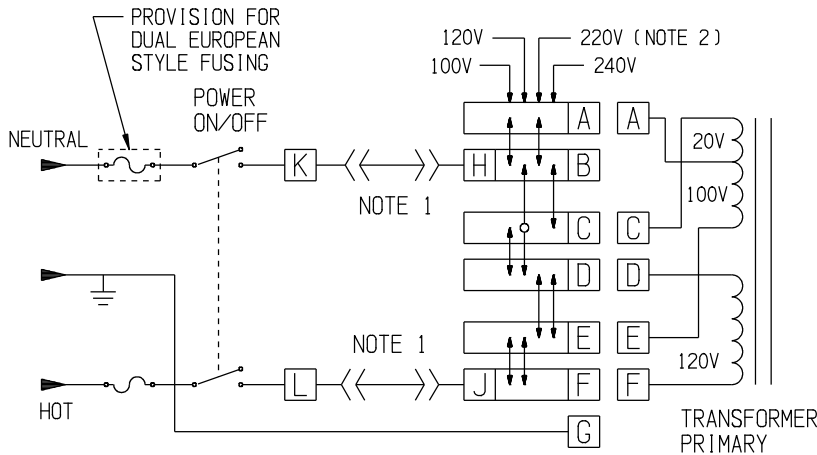 PROVISION FOR
DUAL EUROPEAN
STYLE FUSING
120V
220V (NOTE 2)
100V
240V
POWER
ON/OFF
NEUTRAL
A
A
20V
K
H
B
100V
NOTE 1
C
C
D
D
NOTE 1
E
E
120V
L
J
F
F
HOT
G
TRANSFORMER
PRIMARY